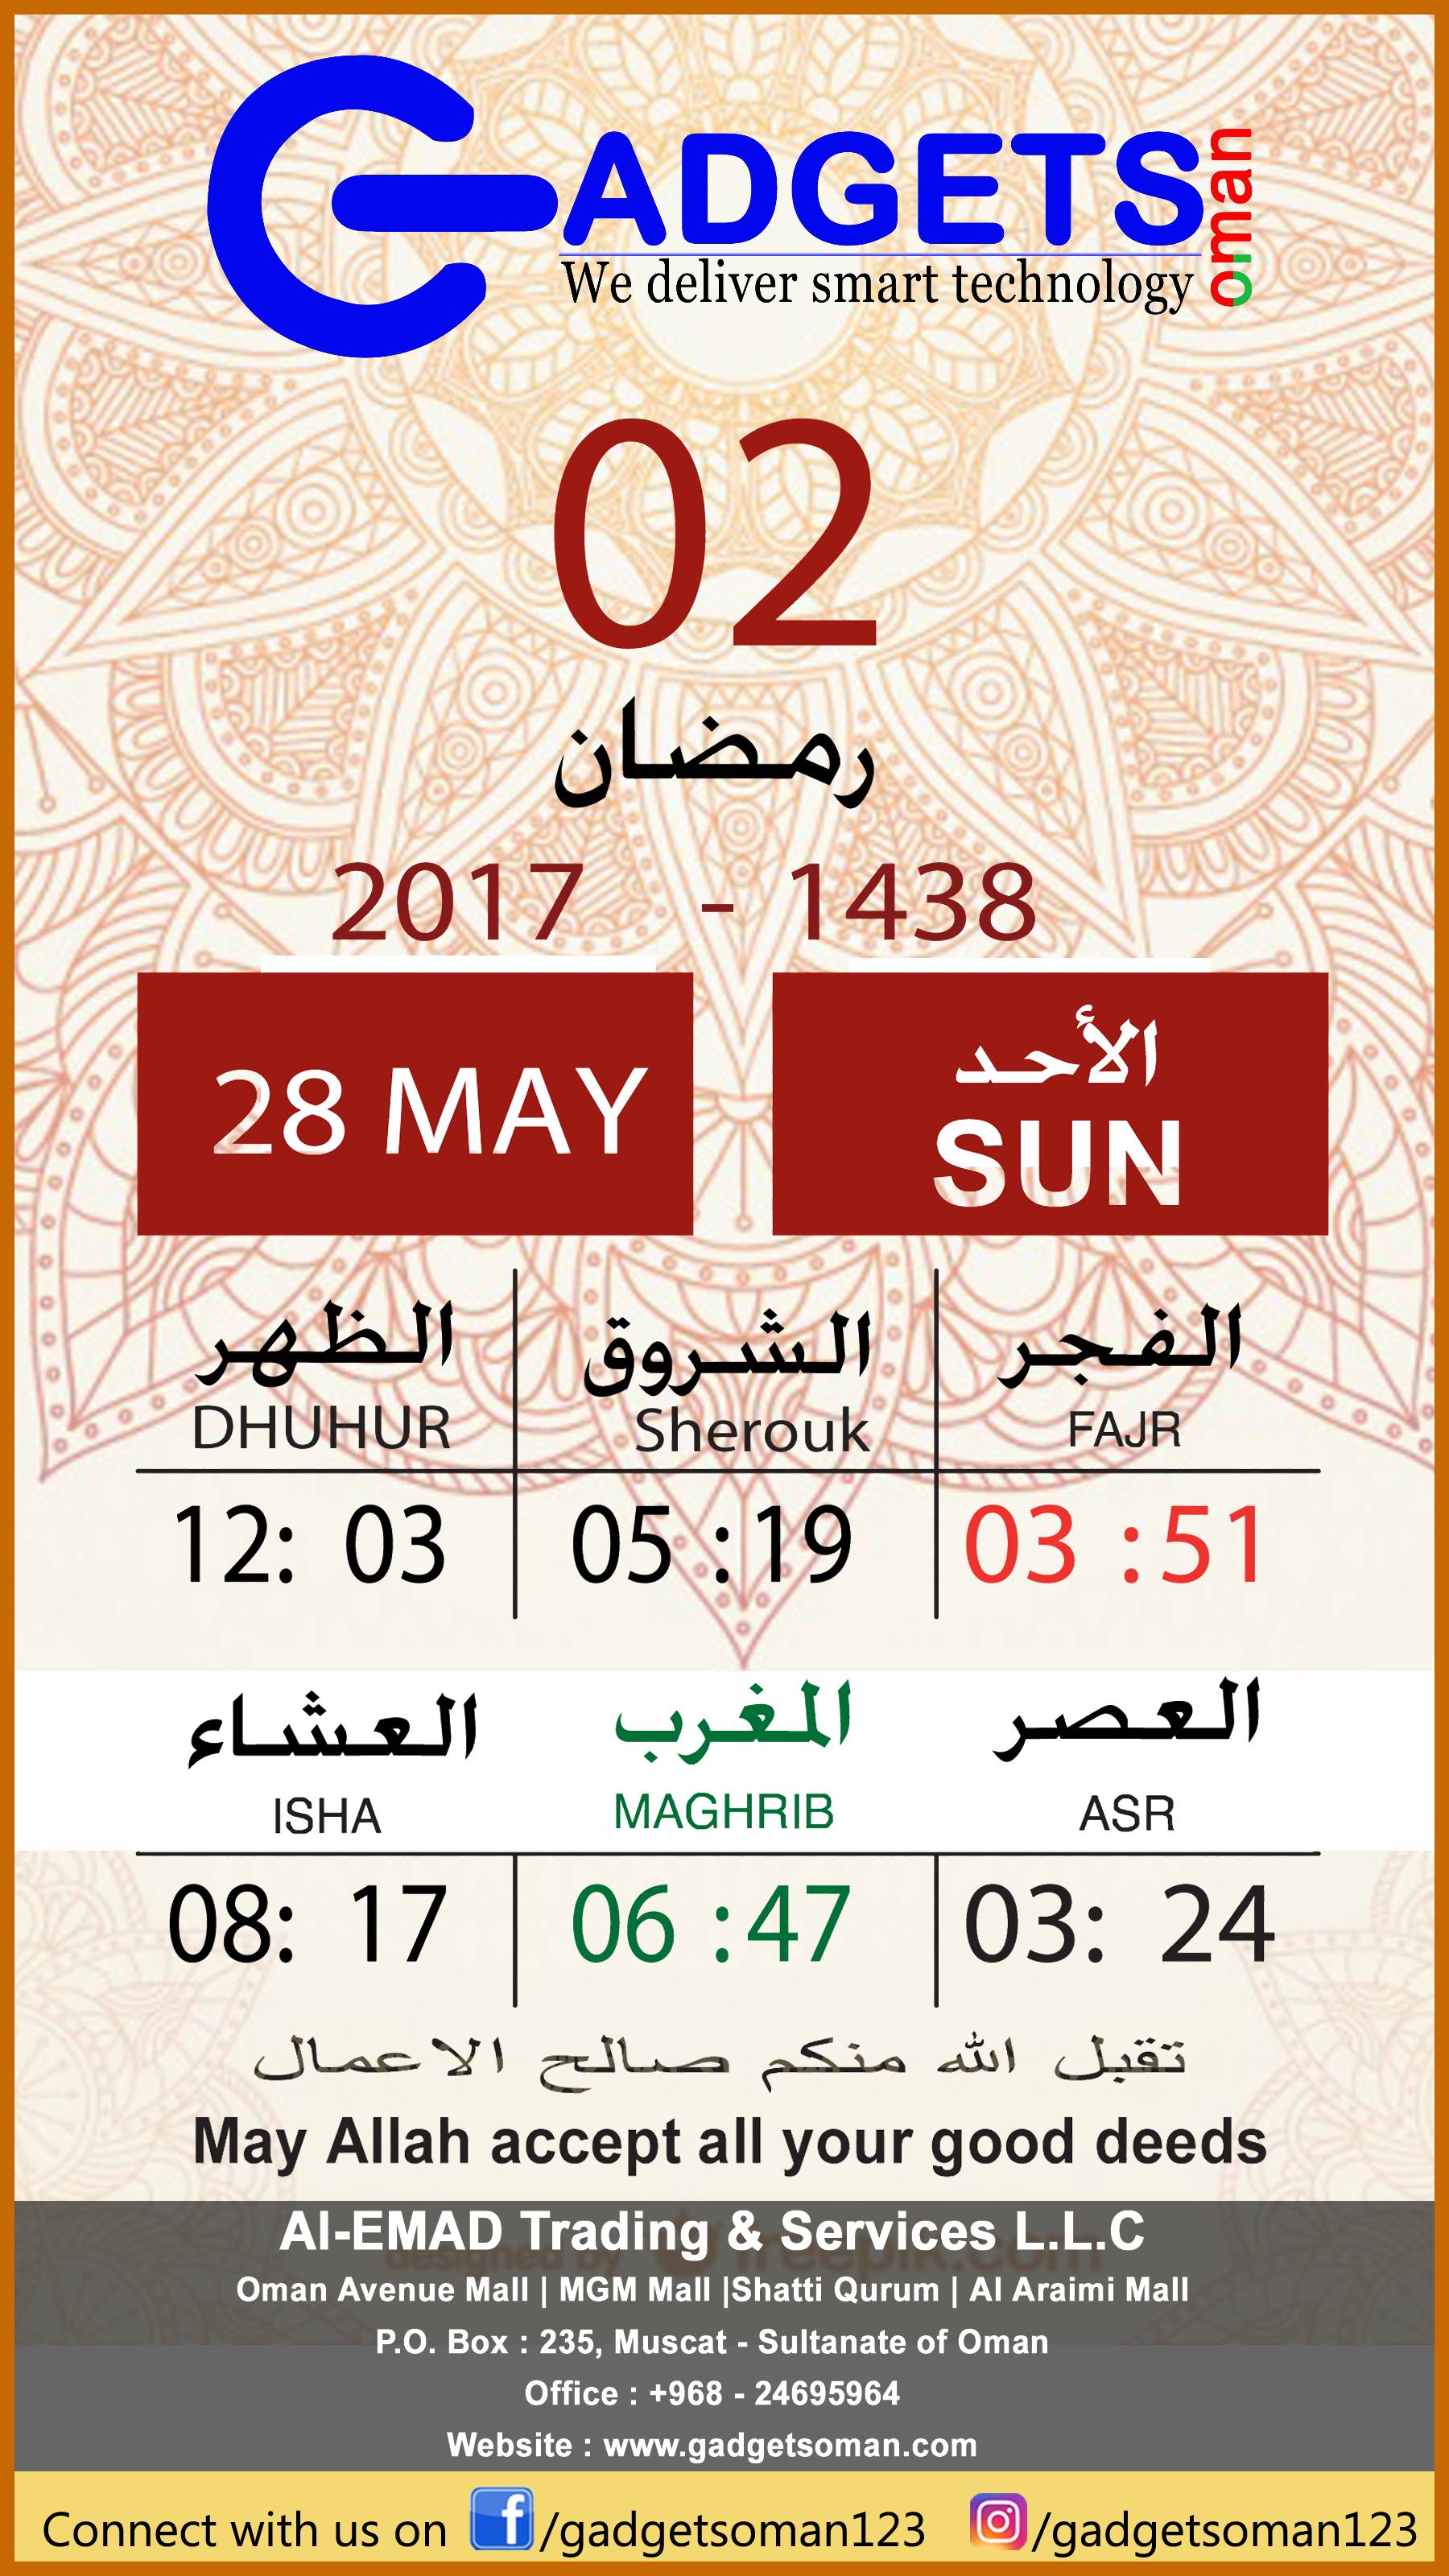 GADGETS oman
We deliver smart technology
02
رمضان
2017 - 1438
28 MAY
الأحد
SUN
الظهر الشروق الفجر
DHUHUR Sherouk FAJR
12: 03 05 :19 03 :51
العشاء المغرب العصر
ISHA MAGHRIB ASR
08: 17 06 :47 03: 24
تقبل الله منكم صالح الاعمال
May Allah accept all your good deeds
Al-EMAD Trading & Services L.L.C
designed by freepik.com
Oman Avenue Mall | MGM Mall |Shatti Qurum | Al Araimi Mall
P.O. Box : 235, Muscat - Sultanate of Oman
Office : +968 - 24695964
Website : www.gadgetsoman.com
Connect with us on f/gadgetsoman123 /gadgetsoman123